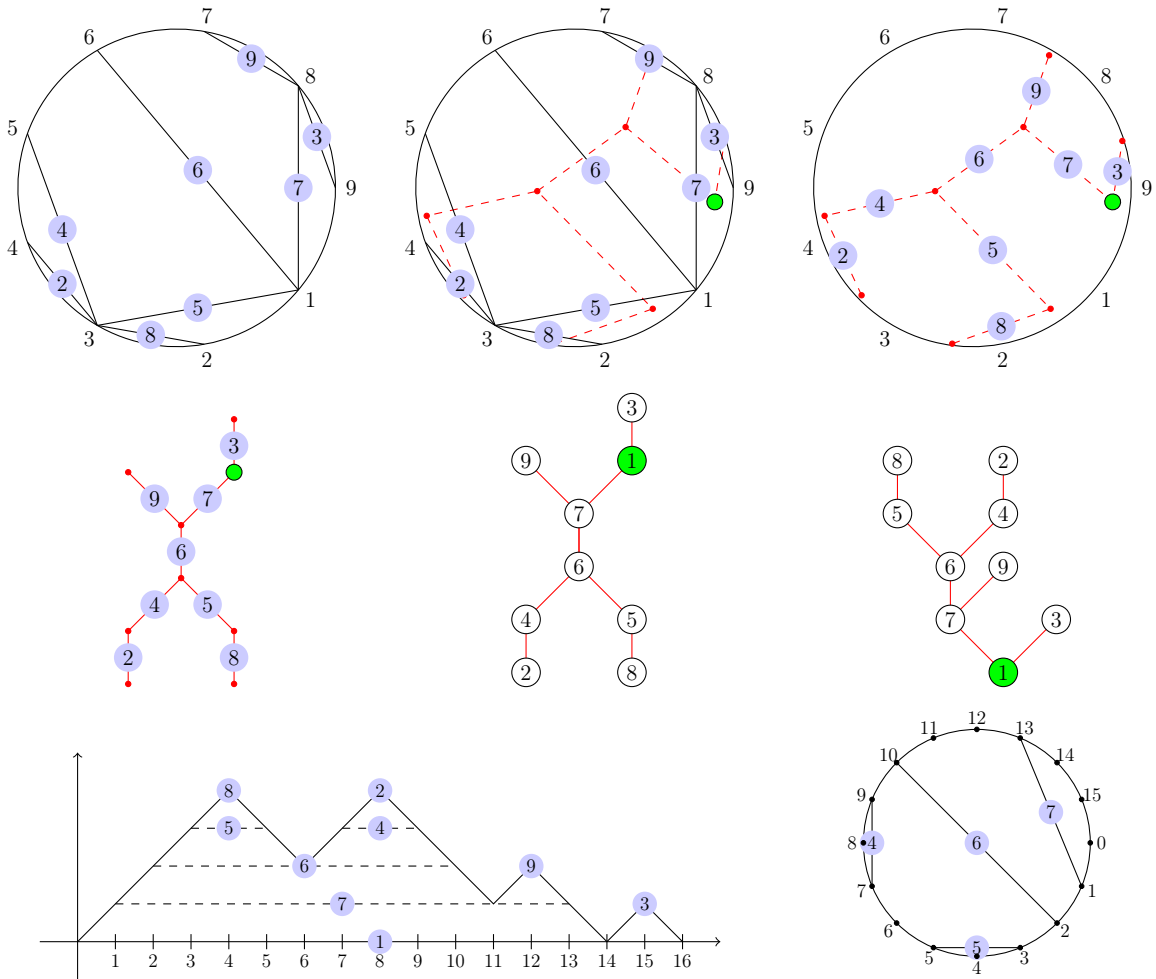 7 7
6 9 6 9 8
8 8 9
5 3 5 3 5
6 6 6 7
7 9 7 9 4 3 9
4 4
4 4 4 5
2 2 2
5 1 5 1 1
3 8 3 8 3 8
2 2 2
3 3
9 7 9 1 8 2
7 5 4
6 6 6 9
4 5 4 5 7 3
2 8 2 8 1
12
11 13
10 14
8 2 9 15
5 4 7
6 9 8 4 6 0
7 3 7 1
6 2
1 5 5 3
1 2 3 4 5 6 7 8 9 10 11 12 13 14 15 16 4